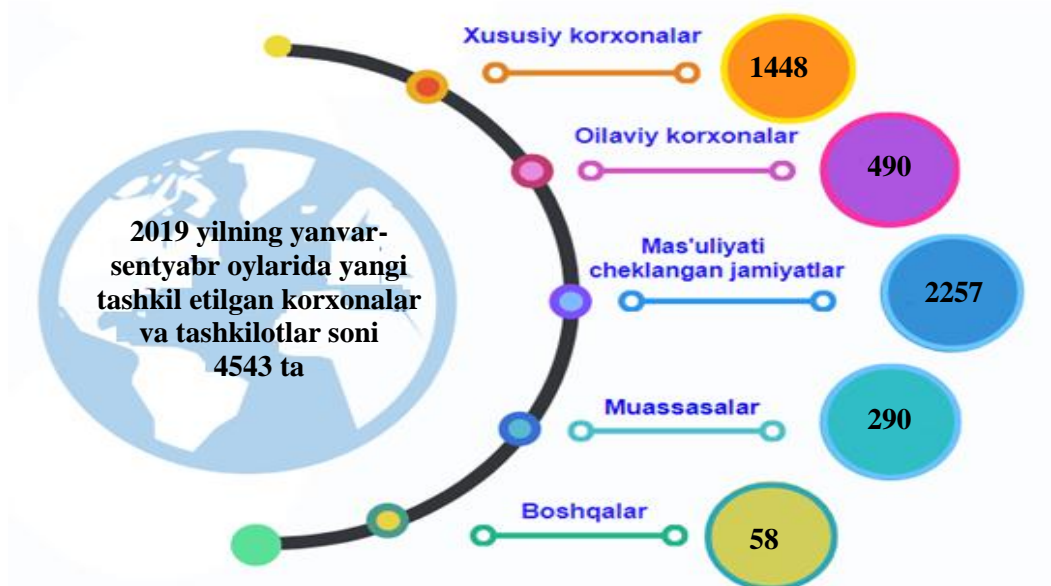 2019 yilning yanvar-
sentyabr oylarida yangi
tashkil etilgan korxonalar
va tashkilotlar soni
4543 ta
Xususiy korxonalar
1448
Oilaviy korxonalar
490
Mas'uliyati
cheklangan jamiyatlar
2257
Muassasalar
290
Boshqalar
58